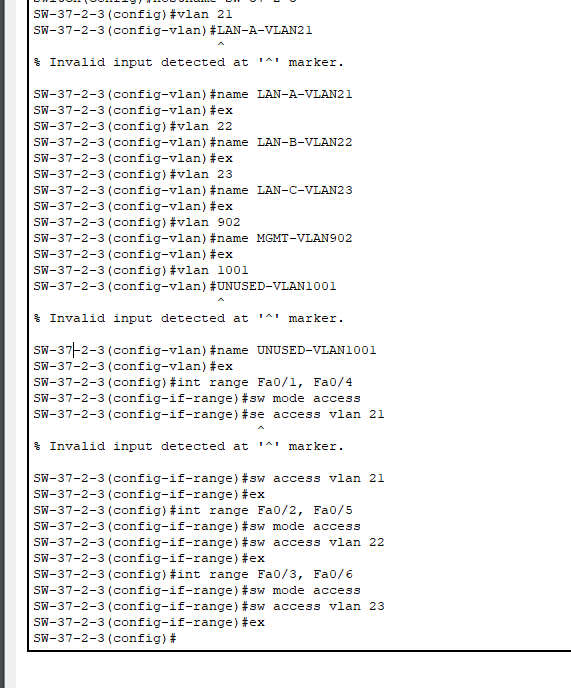 SW-37-2-3(config)#vlan 21
SW-37-2-3(config-vlan)#LAN-A-VLAN21
^
% Invalid input detected at '^' marker.
SW-37-2-3(config-vlan)#name LAN-A-VLAN21
SW-37-2-3(config-vlan)#ex
SW-37-2-3(config)#vlan 22
SW-37-2-3(config-vlan)#name LAN-B-VLAN22
SW-37-2-3(config-vlan)#ex
SW-37-2-3(config)#vlan 23
SW-37-2-3(config-vlan)#name LAN-C-VLAN23
SW-37-2-3(config-vlan)#ex
SW-37-2-3(config)#vlan 902
SW-37-2-3(config-vlan)#name MGMT-VLAN902
SW-37-2-3(config-vlan)#ex
SW-37-2-3(config)#vlan 1001
SW-37-2-3(config-vlan)#UNUSED-VLAN1001
^
% Invalid input detected at '^' marker.
SW-37-2-3(config-vlan)#name UNUSED-VLAN1001
SW-37-2-3(config-vlan)#ex
SW-37-2-3(config)#int range Fa0/1, Fa0/4
SW-37-2-3(config-if-range)#sw mode access
SW-37-2-3(config-if-range)#se access vlan 21
^
% Invalid input detected at '^' marker.
SW-37-2-3(config-if-range)#sw access vlan 21
SW-37-2-3(config-if-range)#ex
SW-37-2-3(config)#int range Fa0/2, Fa0/5
SW-37-2-3(config-if-range)#sw mode access
SW-37-2-3(config-if-range)#sw access vlan 22
SW-37-2-3(config-if-range)#ex
SW-37-2-3(config)#int range Fa0/3, Fa0/6
SW-37-2-3(config-if-range)#sw mode access
SW-37-2-3(config-if-range)#sw access vlan 23
SW-37-2-3(config-if-range)#ex
SW-37-2-3(config)#